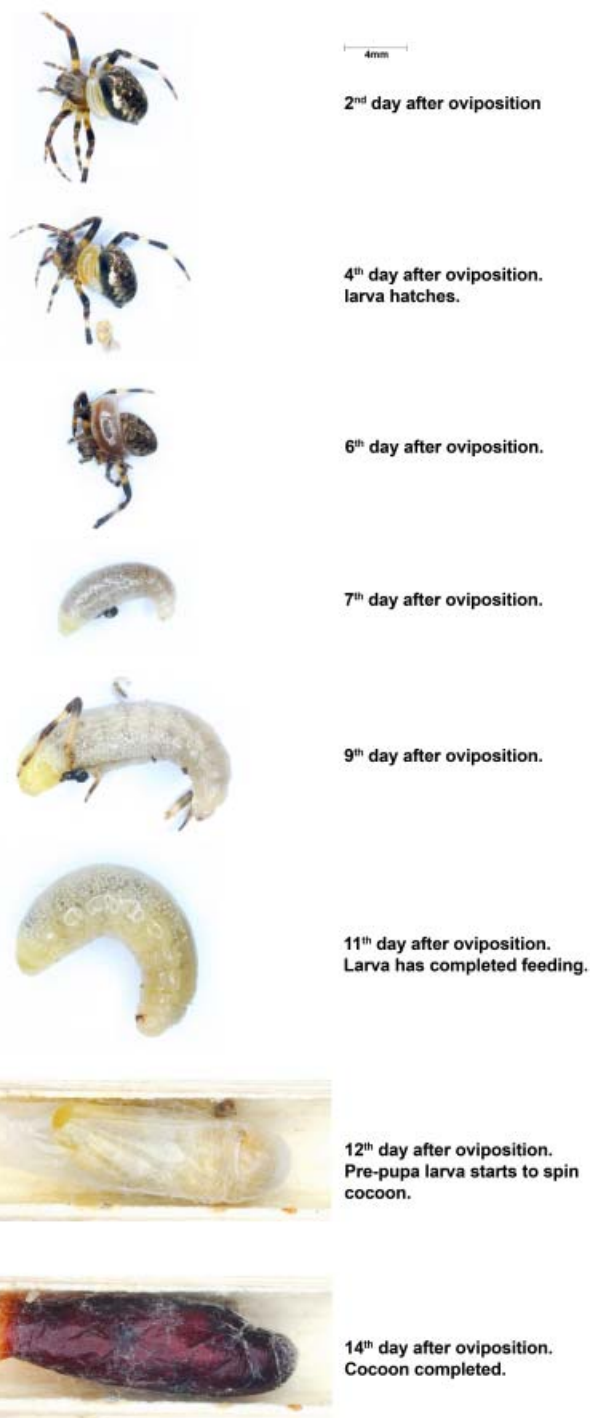 4mm
2nd day after oviposition
4th day after oviposition.
larva hatches.
6th day after oviposition.
7th day after oviposition.
9th day after oviposition.
11th day after oviposition.
Larva has completed feeding.
12th day after oviposition.
Pre-pupa larva starts to spin
cocoon.
14th day after oviposition.
Cocoon completed.